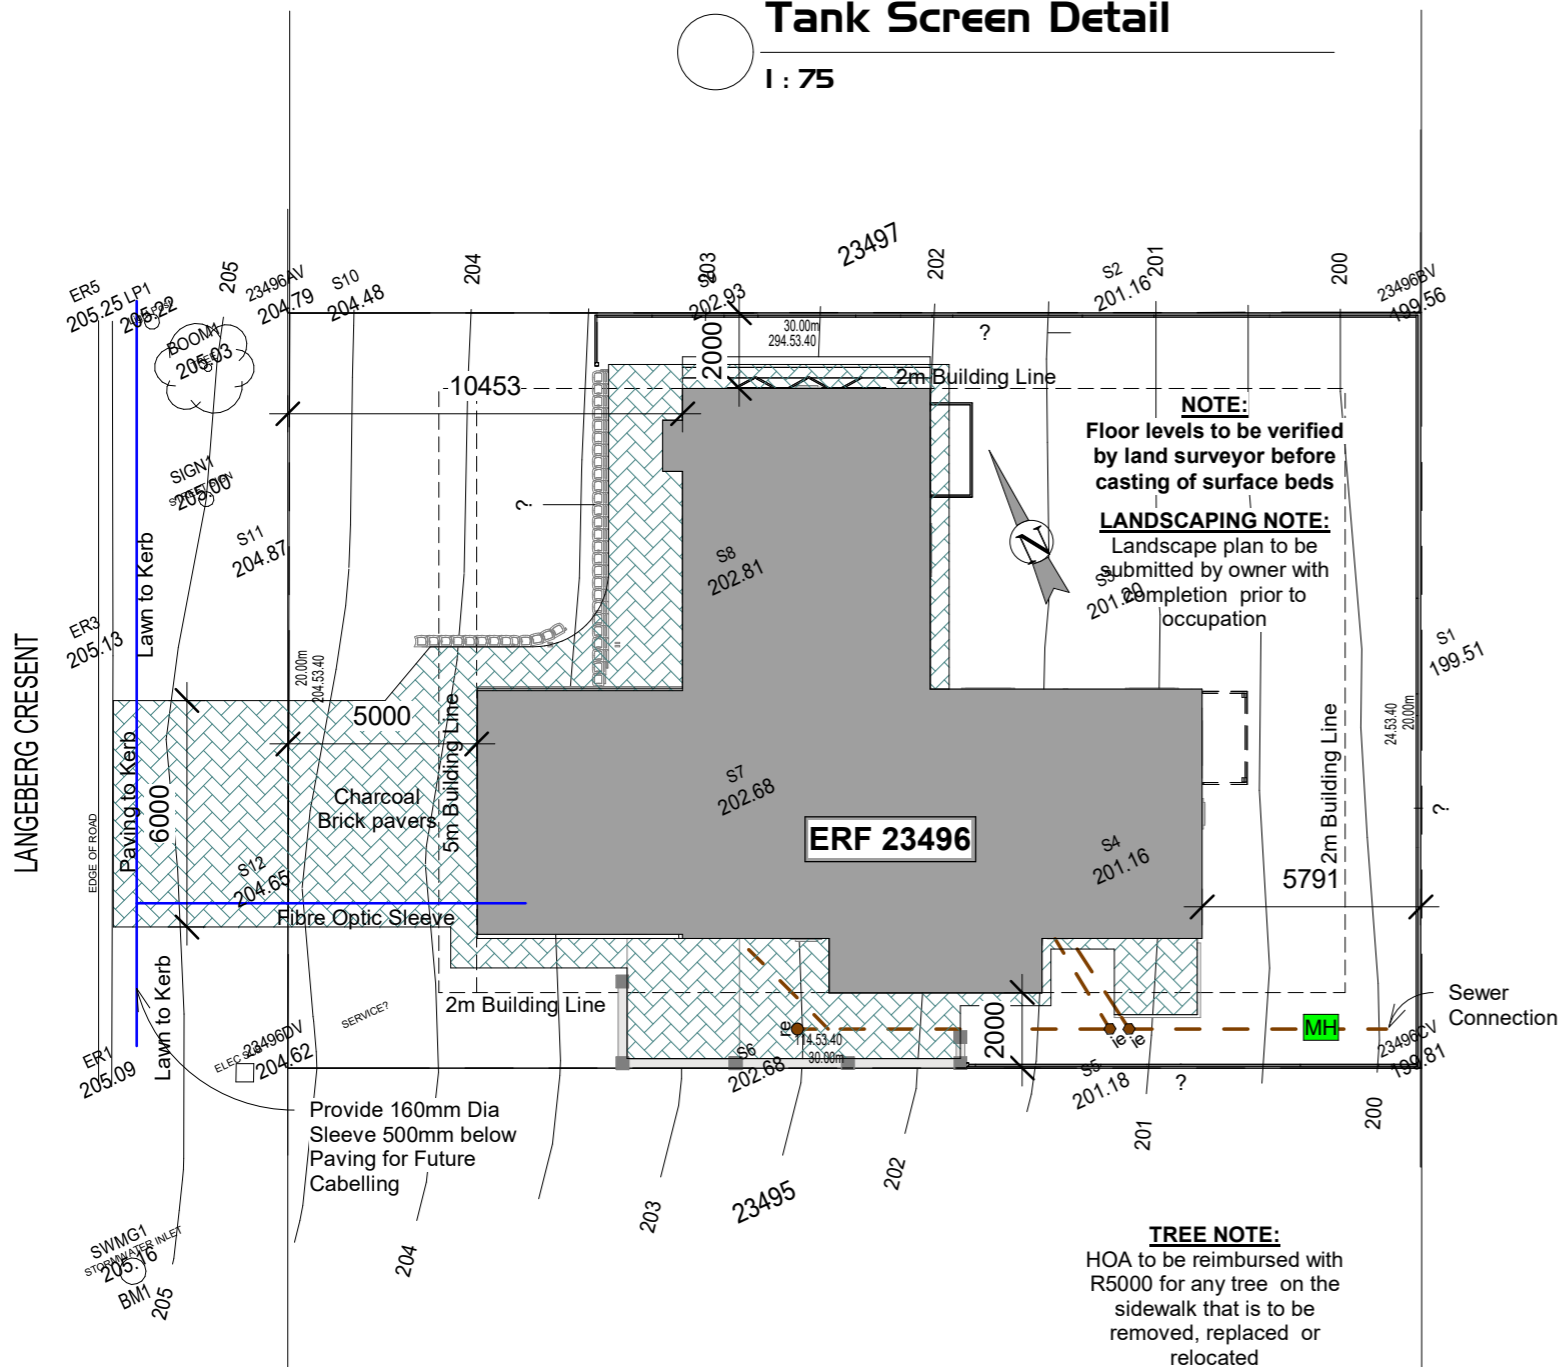 Tank Screen Detail
1 : 75
23497
ER5
205.25
LP1
205.22
205
23496AV
204.79
S10
204.48
204
203
202.93
202
S2
201.16
201
200
23496BV
199.56
BOOM1
205.03
30.00m
294.53.40
?
2000
10453
2m Building Line
NOTE:
Floor levels to be verified
by land surveyor before
casting of surface beds
LANDSCAPING NOTE:
Landscape plan to be
submitted by owner with
completion prior to
occupation
SIGN1
205.00
?
N
S11
204.87
Lawn to Kerb
S8
202.81
S3
201.20
ER3
205.13
S1
199.51
LANGEBERG CRESENT
20.00m
204.53.40
5000
5m Building Line
24.53.40
20.00m
2m Building Line
Paving to Kerb
6000
Charcoal
Brick pavers
S7
202.68
ERF 23496
S4
201.16
?
EDGE OF ROAD
S12
204.65
5791
Fibre Optic Sleeve
2m Building Line
Lawn to Kerb
SERVICE?
Sewer
Connection
MH
re
114.53.40
30.00m
2000
ie
ie
23496CV
199.81
ER1
205.09
23496DV
204.62
S6
202.68
S5
201.18
?
Provide 160mm Dia
Sleeve 500mm below
Paving for Future
Cabelling
200
201
202
23495
203
204
SWMG1
STORMWATER INLET
205.16
BM1
205
TREE NOTE:
HOA to be reimbursed with
R5000 for any tree on the
sidewalk that is to be
removed, replaced or
relocated